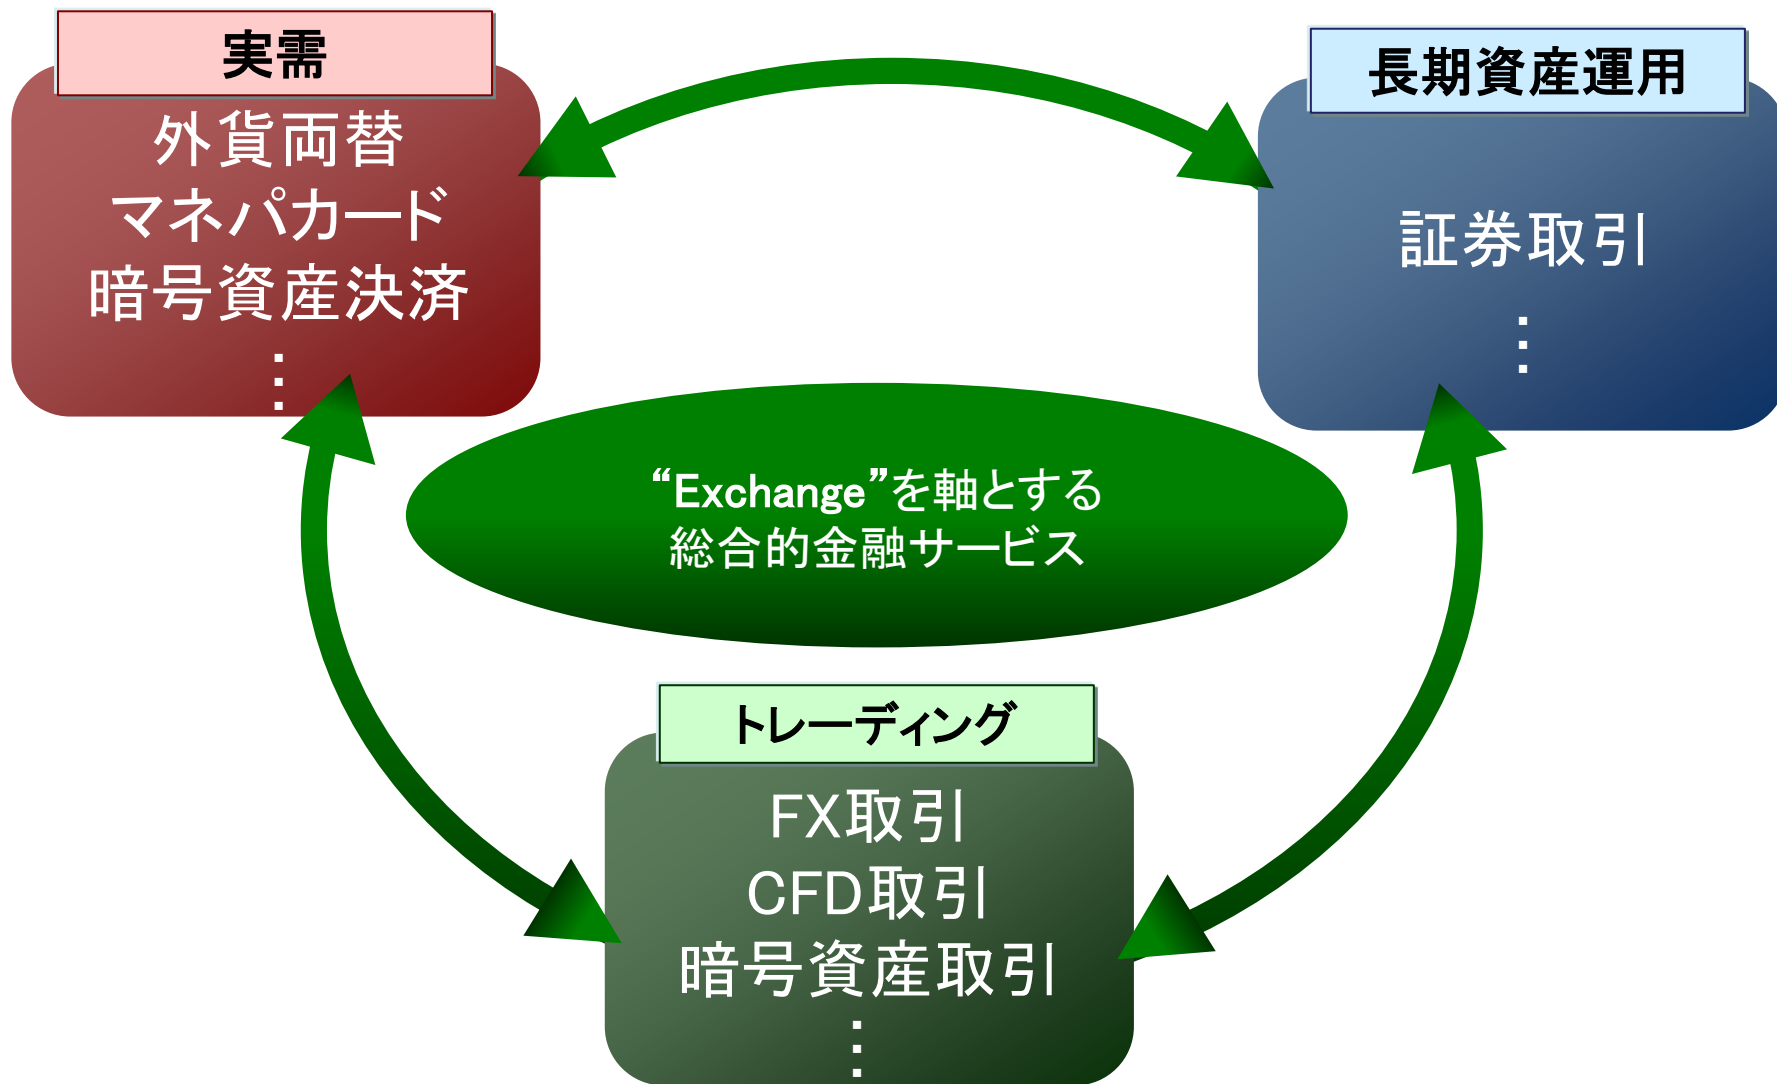 実需
外貨両替
マネパカード
暗号資産決済
⋮
長期資産運用
証券取引
⋮
“Exchange”を軸とする
総合的金融サービス
トレーディング
FX取引
CFD取引
暗号資産取引
⋮